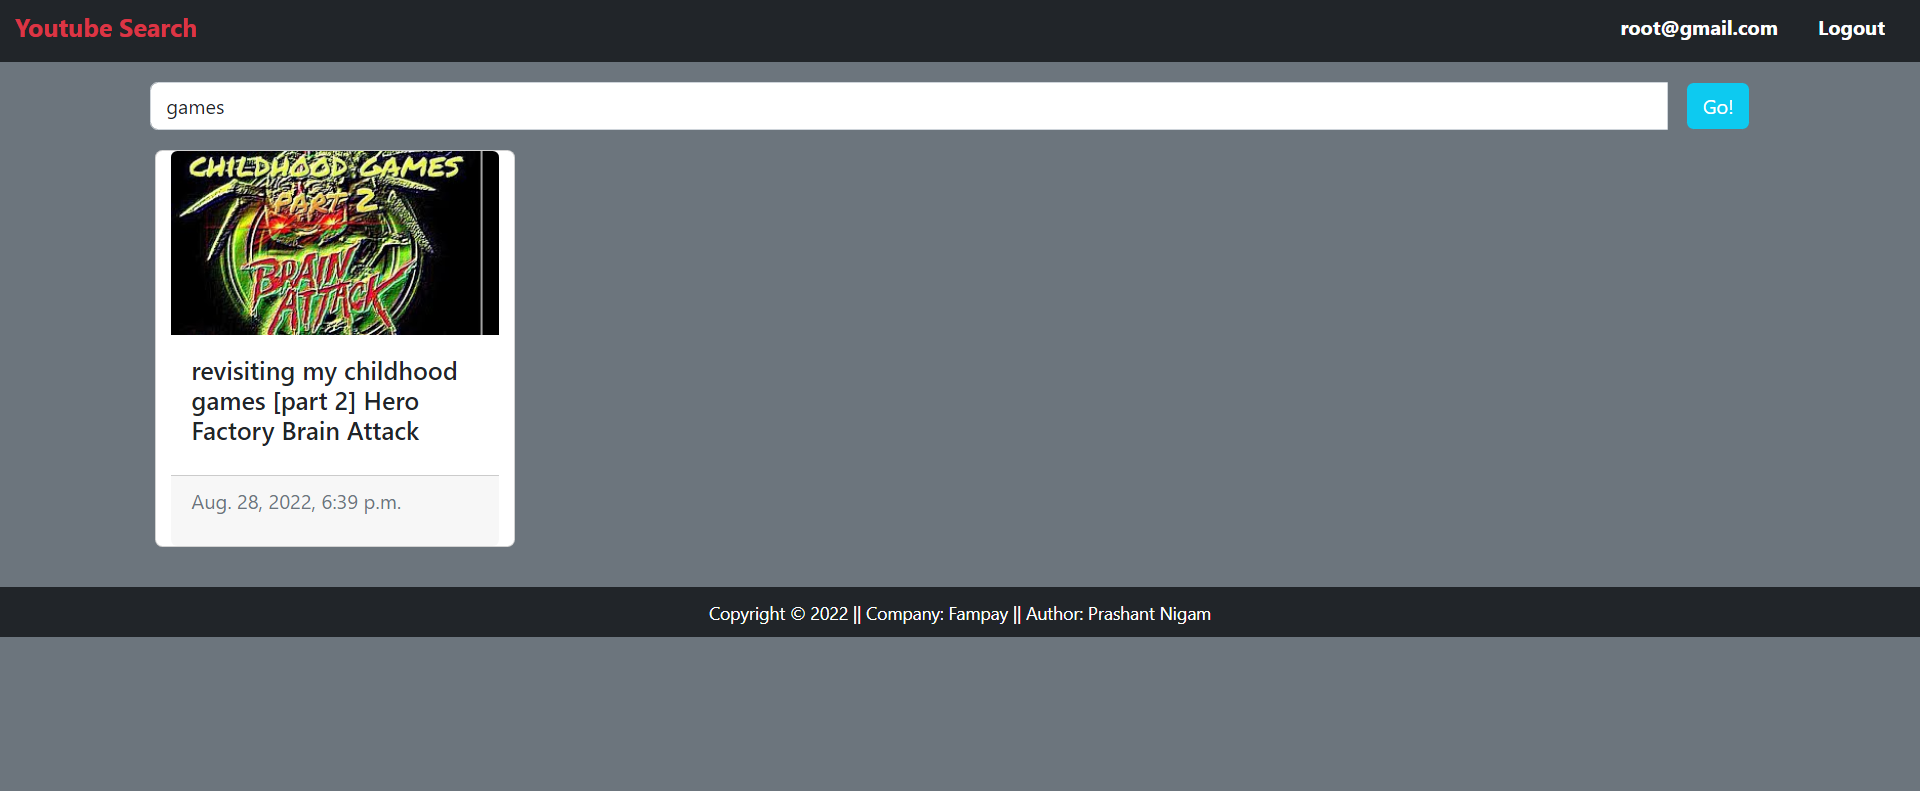 Youtube Search
root@gmail.com
Logout
games
Go!
CHILDHOOD GAMES
PART 2
BRAIN
ATTACK
revisiting my childhood
games [part 2] Hero
Factory Brain Attack
Aug. 28, 2022, 6:39 p.m.
Copyright © 2022 || Company: Fampay || Author: Prashant Nigam